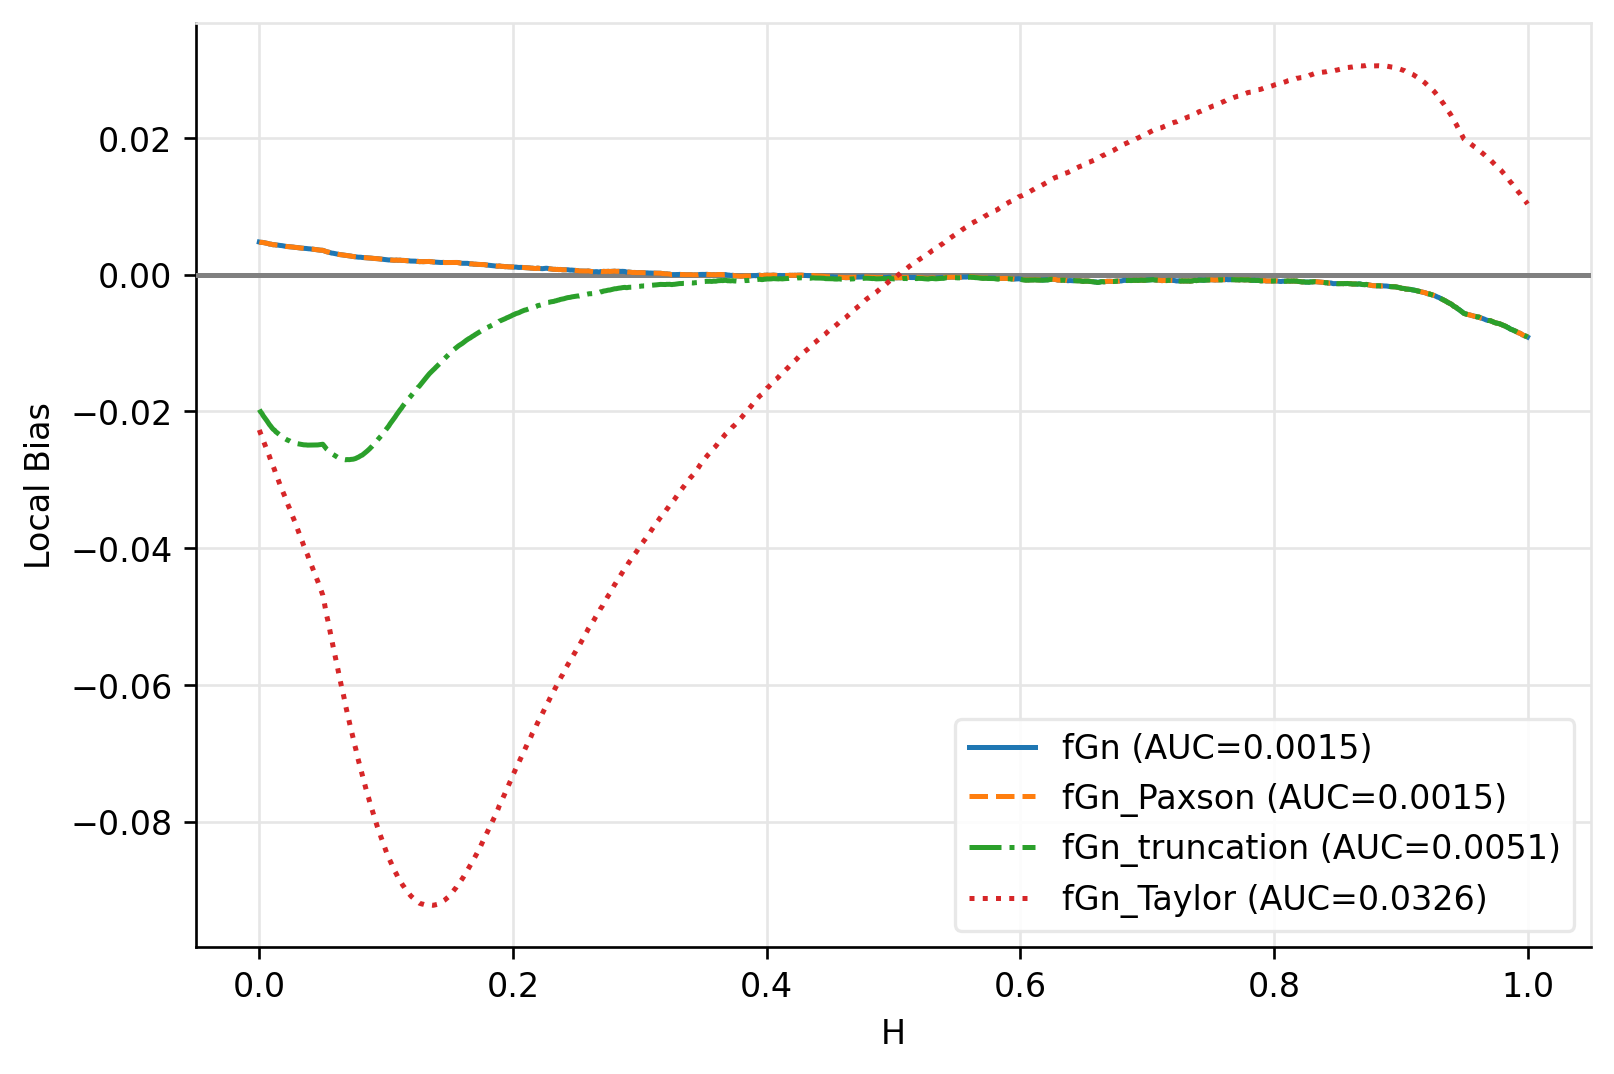 0.02
0.00
−0.02
−0.04
−0.06
−0.08
Local Bias
fGn (AUC=0.0015)
fGn_Paxson (AUC=0.0015)
fGn_truncation (AUC=0.0051)
fGn_Taylor (AUC=0.0326)
0.0 0.2 0.4 0.6 0.8 1.0
H